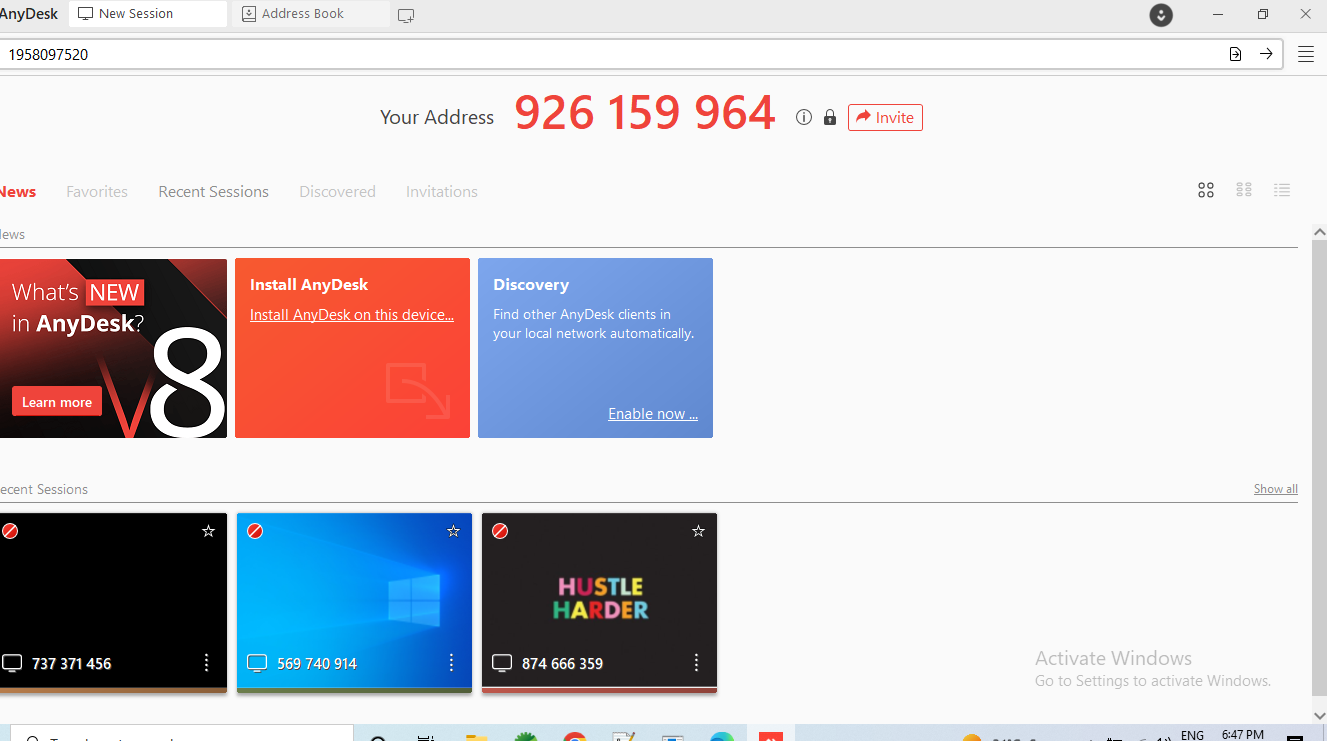 AnyDesk New Session Address Book
1958097520
Your Address 926 159 964 Invite
News Favorites Recent Sessions Discovered Invitations
ews
What's NEW
in AnyDesk?
V8
Learn more
Install AnyDesk
Install AnyDesk on this device...
Discovery
Find other AnyDesk clients in
your local network automatically.
Enable now ...
ecent Sessions Show all
737 371 456
569 740 914
HUSTLE
HARDER
874 666 359
Activate Windows
Go to Settings to activate Windows.
ENG 6:47 PM